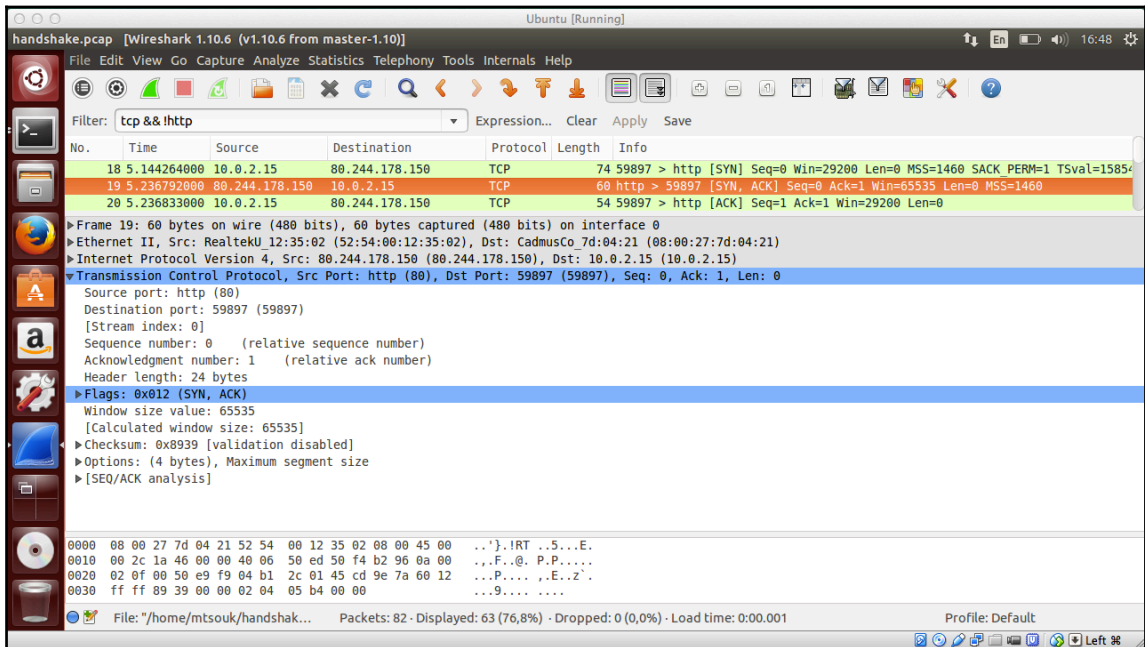 Ubuntu [Running]
handshake.pcap [Wireshark 1.10.6 (v1.10.6 from master-1.10)]
En
16:48
File Edit View Go Capture Analyze Statistics Telephony Tools Internals Help
Filter: tcp && !http Expression... Clear Apply Save
No. Time Source Destination Protocol Length Info
18 5.144264000 10.0.2.15 80.244.178.150 TCP 74 59897 > http [SYN] Seq=0 Win=29200 Len=0 MSS=1460 SACK_PERM=1 TSval=15854
19 5.236792000 80.244.178.150 10.0.2.15 TCP 60 http > 59897 [SYN, ACK] Seq=0 Ack=1 Win=65535 Len=0 MSS=1460
20 5.236833000 10.0.2.15 80.244.178.150 TCP 54 59897 > http [ACK] Seq=1 Ack=1 Win=29200 Len=0
Frame 19: 60 bytes on wire (480 bits), 60 bytes captured (480 bits) on interface 0
Ethernet II, Src: RealtekU_12:35:02 (52:54:00:12:35:02), Dst: CadmusCo_7d:04:21 (08:00:27:7d:04:21)
Internet Protocol Version 4, Src: 80.244.178.150 (80.244.178.150), Dst: 10.0.2.15 (10.0.2.15)
Transmission Control Protocol, Src Port: http (80), Dst Port: 59897 (59897), Seq: 0, Ack: 1, Len: 0
Source port: http (80)
Destination port: 59897 (59897)
[Stream index: 0]
Sequence number: 0 (relative sequence number)
Acknowledgment number: 1 (relative ack number)
Header length: 24 bytes
Flags: 0x012 (SYN, ACK)
Window size value: 65535
[Calculated window size: 65535]
Checksum: 0x8939 [validation disabled]
Options: (4 bytes), Maximum segment size
[SEQ/ACK analysis]
0000 08 00 27 7d 04 21 52 54 00 12 35 02 08 00 45 00 ..'}.!RT ..5...E.
0010 00 2c 1a 46 00 00 40 06 50 ed 50 f4 b2 96 0a 00 .,.F..@. P.P.....
0020 02 0f 00 50 e9 f9 04 b1 2c 01 45 cd 9e 7a 60 12 ...P.... ,.E..z`.
0030 ff ff 89 39 00 00 02 04 05 b4 00 00 ...9.... ....
File: "/home/mtsouk/handshak... Packets: 82 · Displayed: 63 (76,8%) · Dropped: 0 (0,0%) · Load time: 0:00.001 Profile: Default
Left ⌘